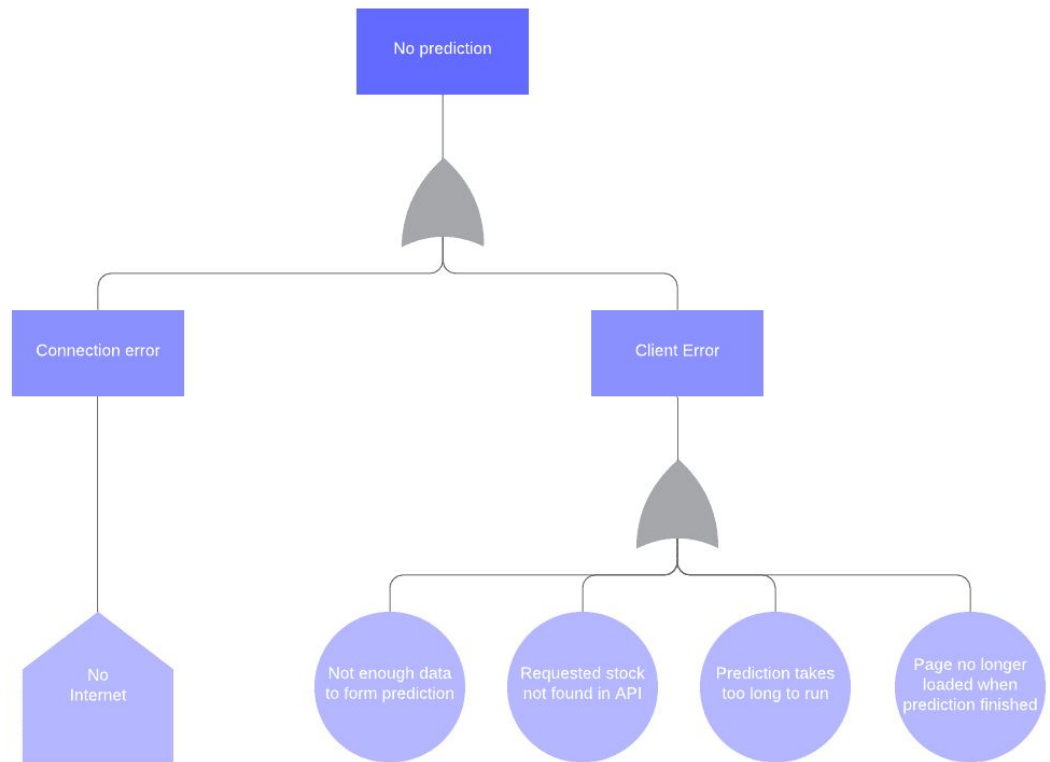 No prediction
Connection error
Client Error
No
Internet
Not enough data
to form prediction
Requested stock
not found in API
Prediction takes
too long to run
Page no longer
loaded when
prediction finished